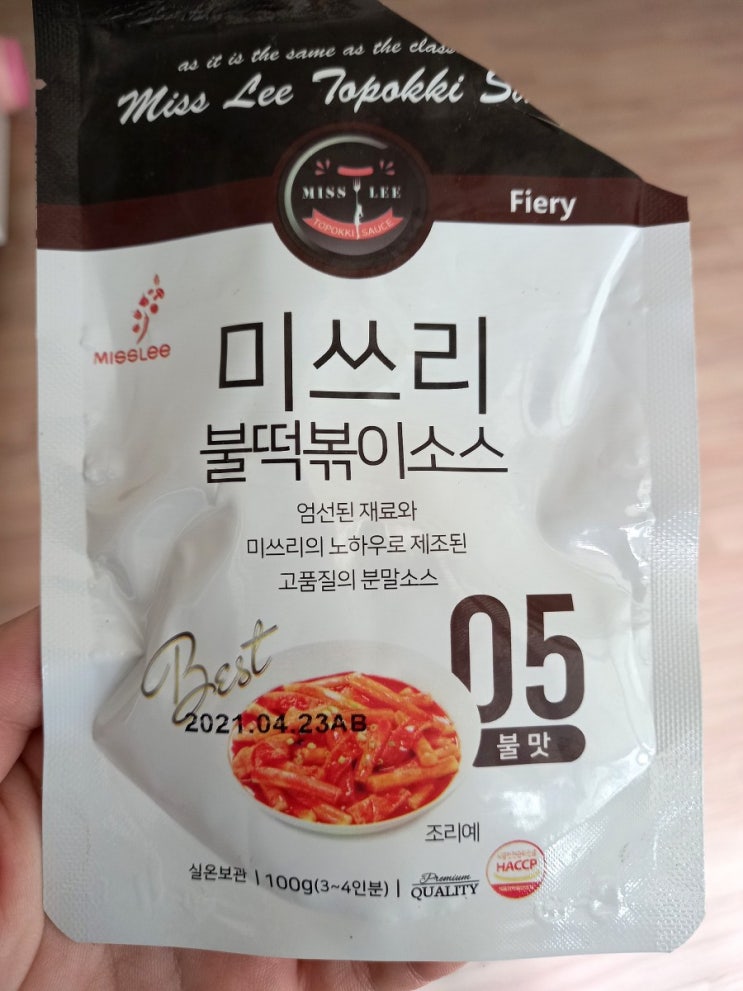 as it is the same as the
Miss Lee Topokki
MISS LEE
TOPOKKI SAUCE
Fiery
MISSLEE
미쓰리
불떡볶이소스
엄선된 재료와
미쓰리의 노하우로 제조된
고품질의 분말소스
Best
05
불맛
2021.04.23AB
조리예
실온보관 | 100g(3~4인분) |
Premium
QUALITY
HACCP